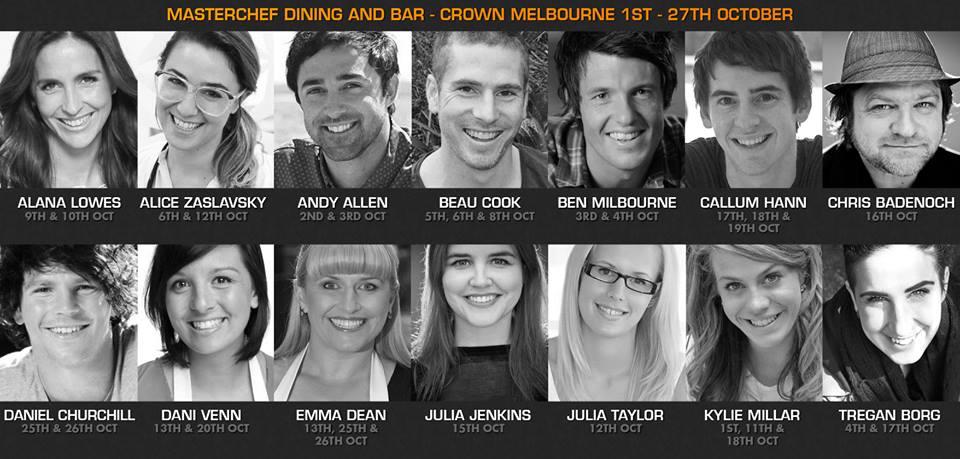 MASTERCHEF DINING AND BAR - CROWN MELBOURNE 1ST - 27TH OCTOBER
ALANA LOWES
9TH & 10TH OCT
ALICE ZASLAVSKY
6TH & 12TH OCT
ANDY ALLEN
2ND & 3RD OCT
BEAU COOK
5TH, 6TH & 8TH OCT
BEN MILBOURNE
3RD & 4TH OCT
CALLUM HANN
17TH, 18TH &
19TH OCT
CHRIS BADENOCH
16TH OCT
DANIEL CHURCHILL
25TH & 26TH OCT
DANI VENN
13TH & 20TH OCT
EMMA DEAN
13TH, 25TH &
26TH OCT
JULIA JENKINS
15TH OCT
JULIA TAYLOR
12TH OCT
KYLIE MILLAR
1ST, 11TH &
18TH OCT
TREGAN BORG
4TH & 17TH OCT